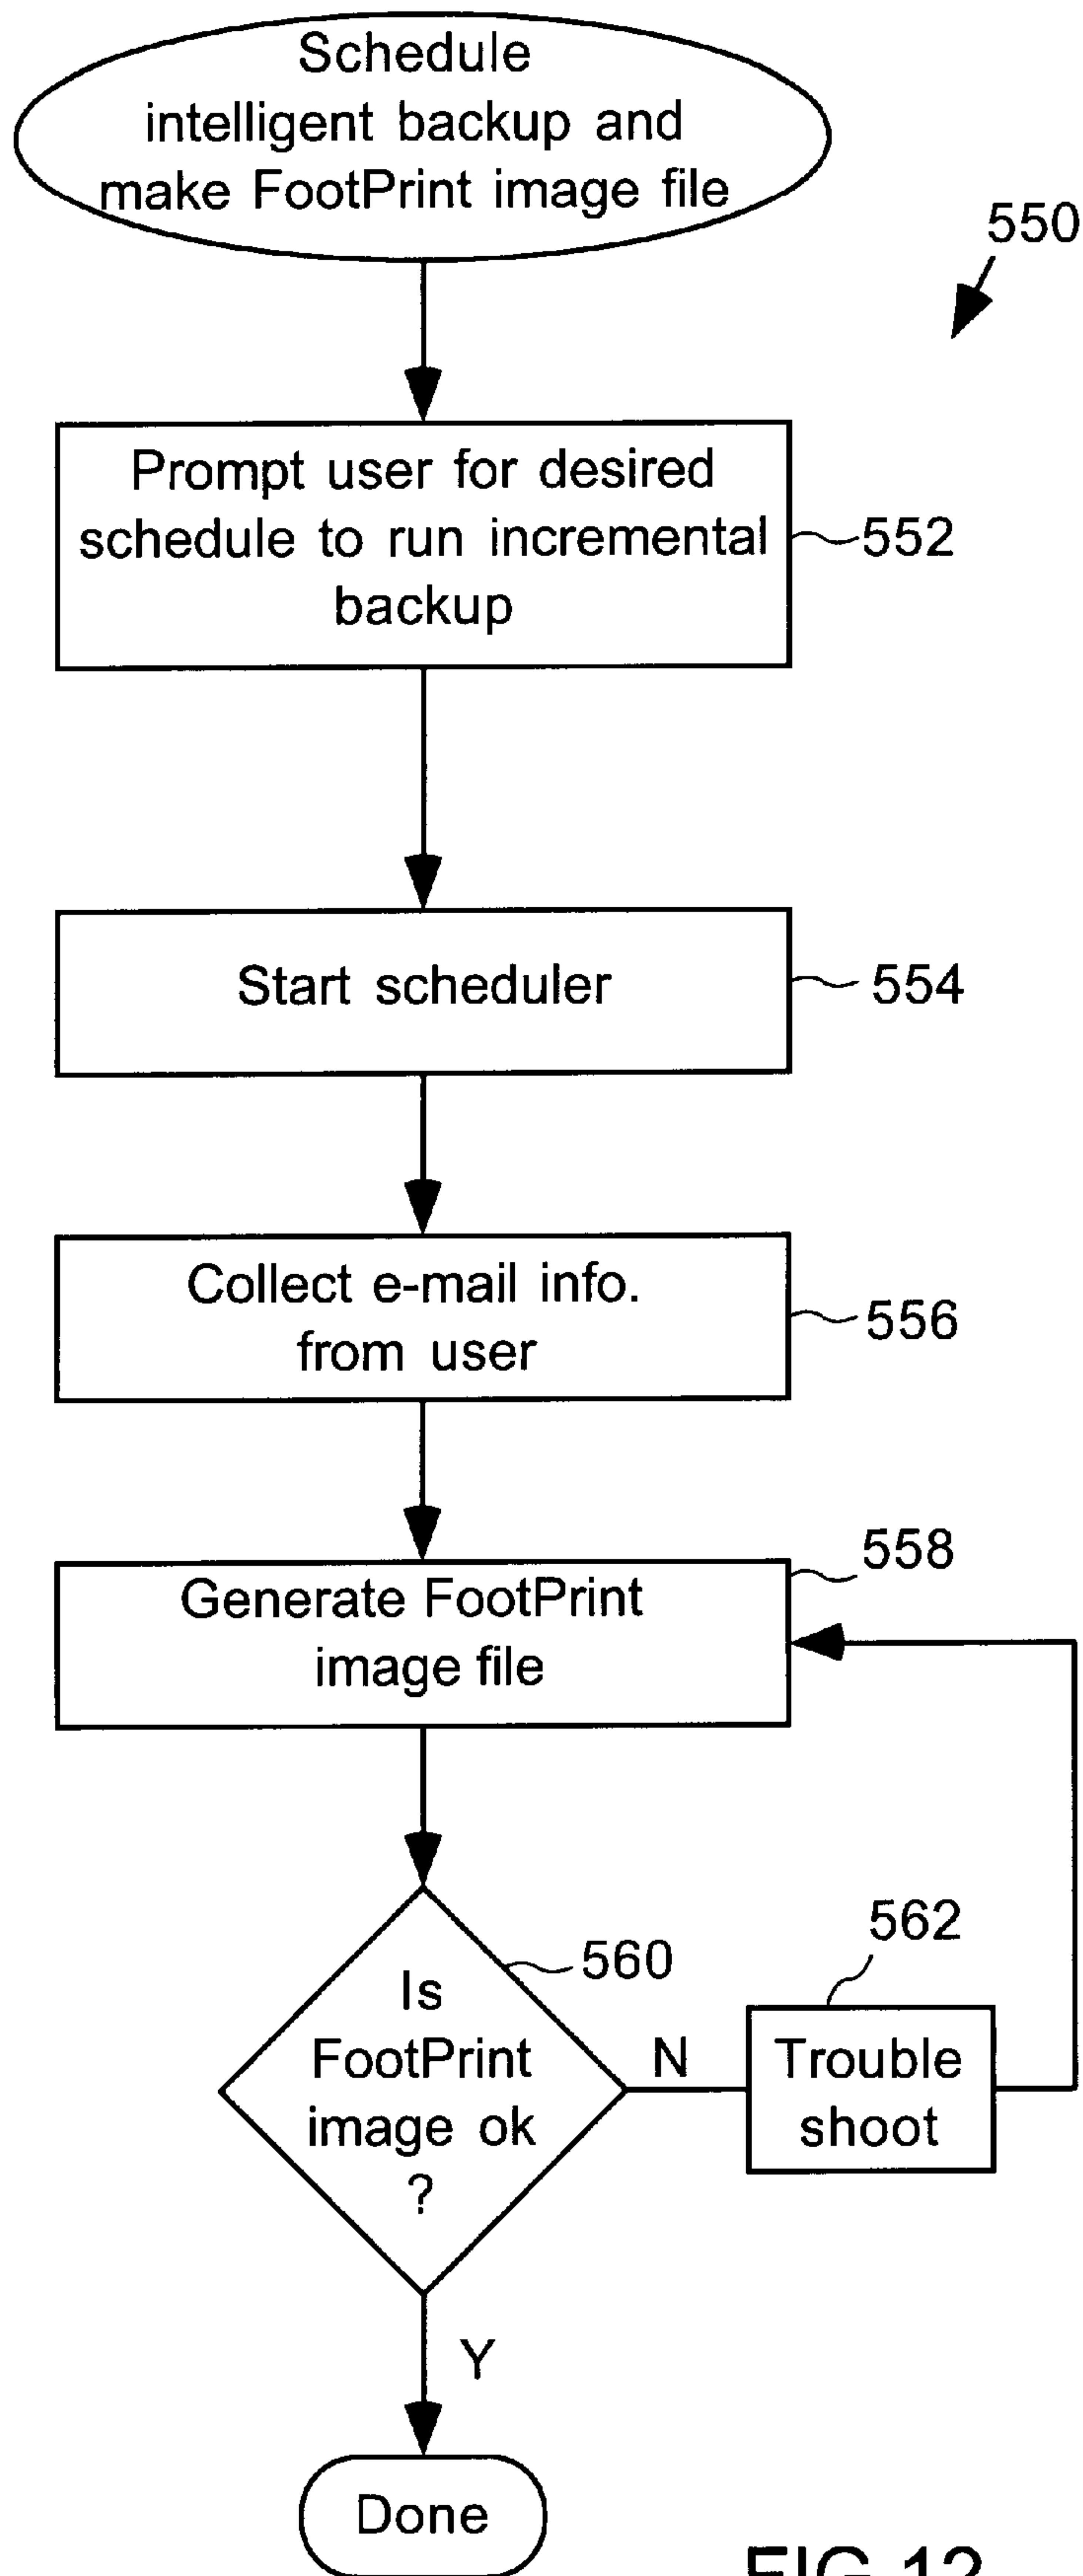 Schedule
intelligent backup and
make FootPrint image file
550
Prompt user for desired
schedule to run incremental
backup
552
Start scheduler
554
Collect e-mail info.
from user
556
558
Generate FootPrint
image file
560
Is
FootPrint
image ok
?
N
562
Trouble
shoot
Y
Done
FIG.12